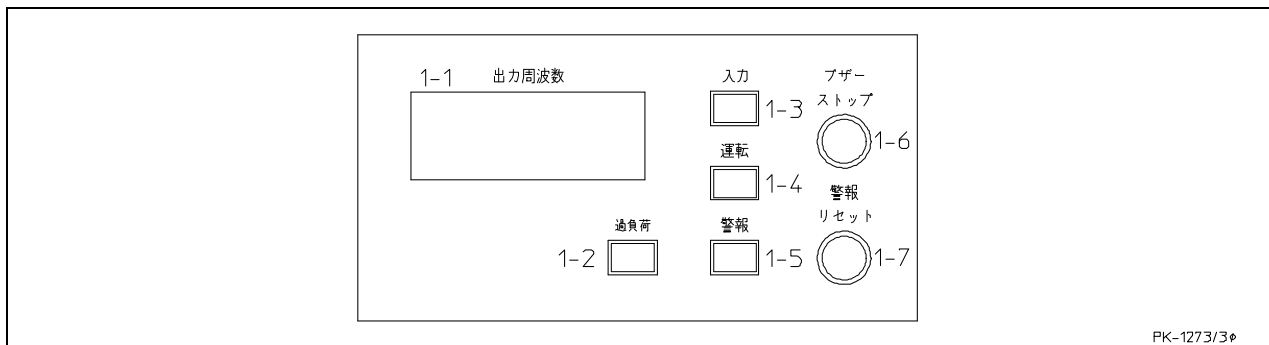 1-1 出力周波数
入力
1-3
ブザー
ストップ
1-6
運転
1-4
過負荷
1-2
警報
1-5
警報
リセット
1-7
PK-1273/3φ